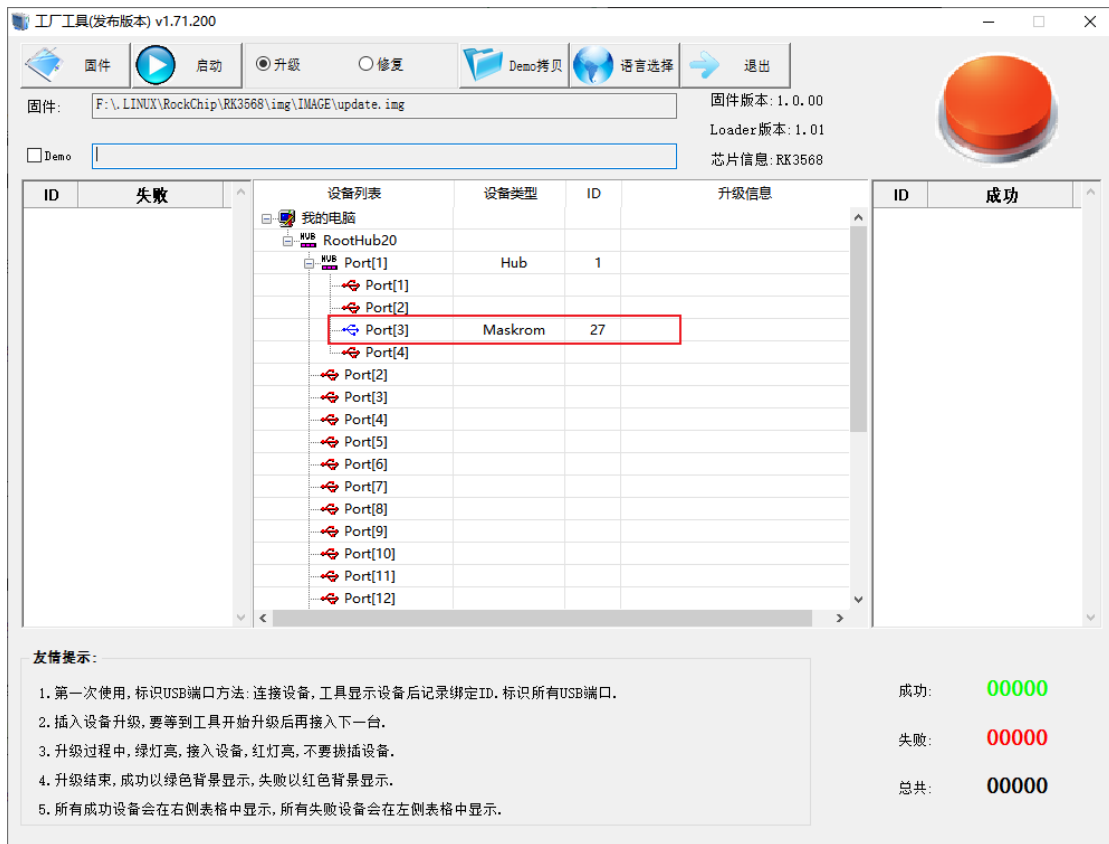 工厂工具(发布版本) v1.71.200
固件 启动 升级 修复 Demo拷贝 语言选择 退出
固件: F:\.LINUX\RockChip\RK3568\img\IMAGE\update.img 固件版本:1.0.00
Loader版本:1.01
Demo 芯片信息:RK3568
ID 失败 设备列表 设备类型 ID 升级信息 ID 成功
我的电脑
HUB RootHub20
HUB Port[1] Hub 1
Port[1]
Port[2]
Port[3] Maskrom 27
Port[4]
Port[2]
Port[3]
Port[4]
Port[5]
Port[6]
Port[7]
Port[8]
Port[9]
Port[10]
Port[11]
Port[12]
友情提示:
1.第一次使用,标识USB端口方法:连接设备,工具显示设备后记录绑定ID.标识所有USB端口.
2.插入设备升级,要等到工具开始升级后再接入下一台.
3.升级过程中,绿灯亮,接入设备,红灯亮,不要拔插设备.
4.升级结束,成功以绿色背景显示,失败以红色背景显示.
5.所有成功设备会在右侧表格中显示,所有失败设备会在左侧表格中显示.
成功: 00000
失败: 00000
总共: 00000